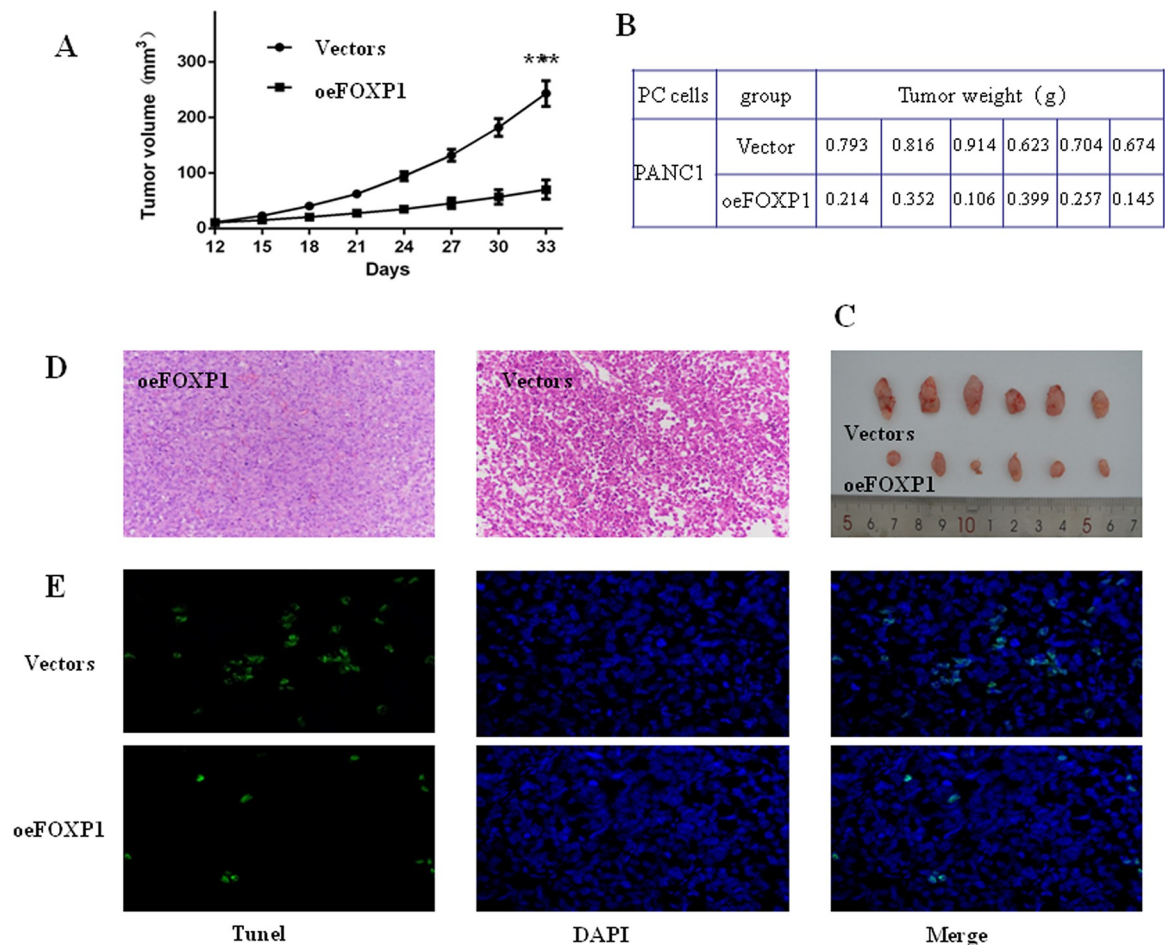 A
Tumor volume (mm³)
300
200
100
0
12 15 18 21 24 27 30 33
Days
Vectors
oeFOXP1
***
B
PC cells group Tumor weight (g)
PANC1
Vector 0.793 0.816 0.914 0.623 0.704 0.674
oeFOXP1 0.214 0.352 0.106 0.399 0.257 0.145
C
Vectors
oeFOXP1
5 6 7 8 9 10 1 2 3 4 5 6 7
D
oeFOXP1
Vectors
E
Vectors
oeFOXP1
Tunel DAPI Merge